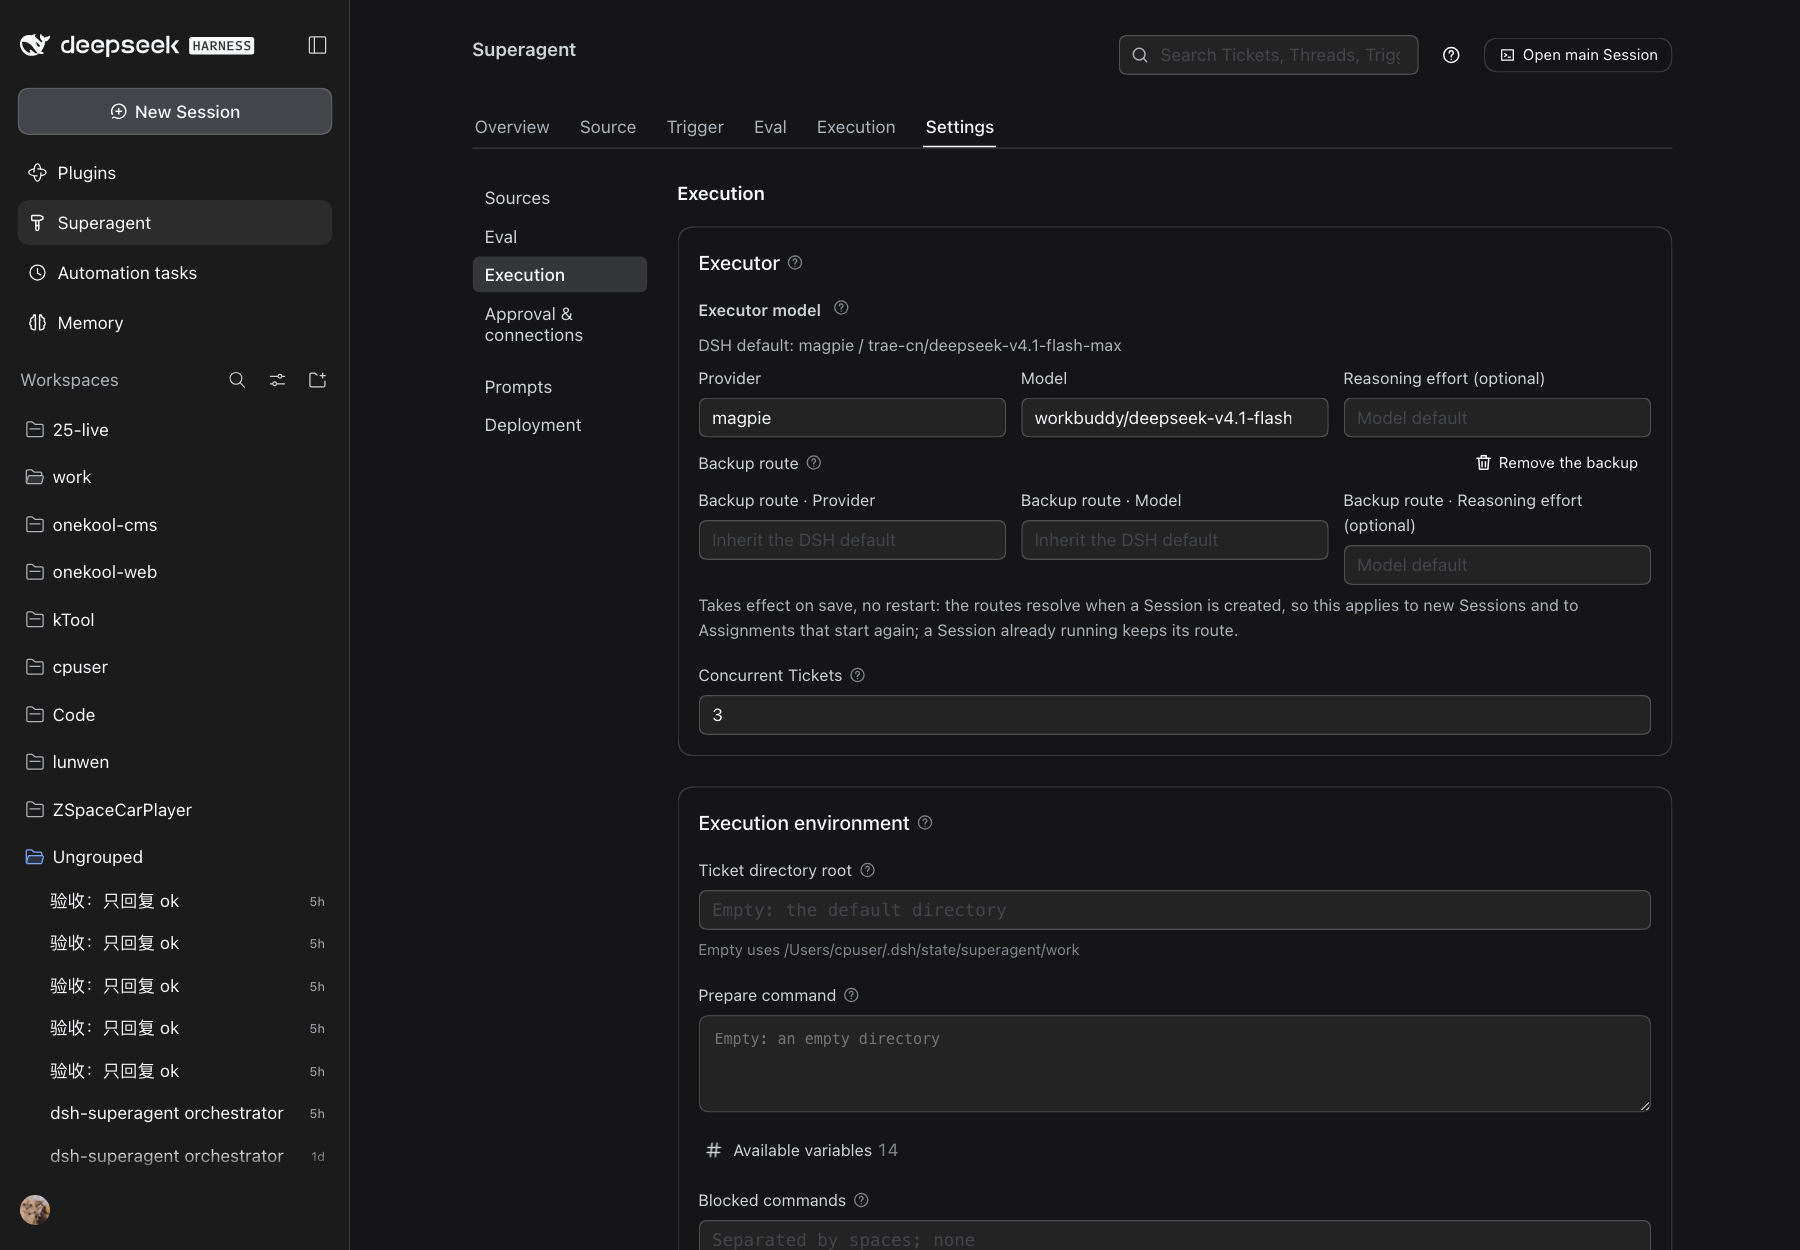 deepseek HARNESS
New Session
Plugins
Superagent
Automation tasks
Memory
Workspaces
25-live
work
onekool-cms
onekool-web
kTool
cpuser
Code
lunwen
ZSpaceCarPlayer
Ungrouped
验收：只回复 ok 5h
验收：只回复 ok 5h
验收：只回复 ok 5h
验收：只回复 ok 5h
验收：只回复 ok 5h
dsh-superagent orchestrator 5h
dsh-superagent orchestrator 1d
Superagent
Search Tickets, Threads, Trigg
Open main Session
Overview Source Trigger Eval Execution Settings
Sources
Eval
Execution
Approval &
connections
Prompts
Deployment
Execution
Executor
Executor model
DSH default: magpie / trae-cn/deepseek-v4.1-flash-max
Provider Model Reasoning effort (optional)
magpie workbuddy/deepseek-v4.1-flash Model default
Backup route Remove the backup
Backup route · Provider Backup route · Model Backup route · Reasoning effort
(optional)
Inherit the DSH default Inherit the DSH default Model default
Takes effect on save, no restart: the routes resolve when a Session is created, so this applies to new Sessions and to
Assignments that start again; a Session already running keeps its route.
Concurrent Tickets
3
Execution environment
Ticket directory root
Empty: the default directory
Empty uses /Users/cpuser/.dsh/state/superagent/work
Prepare command
Empty: an empty directory
# Available variables 14
Blocked commands
Separated by spaces; none